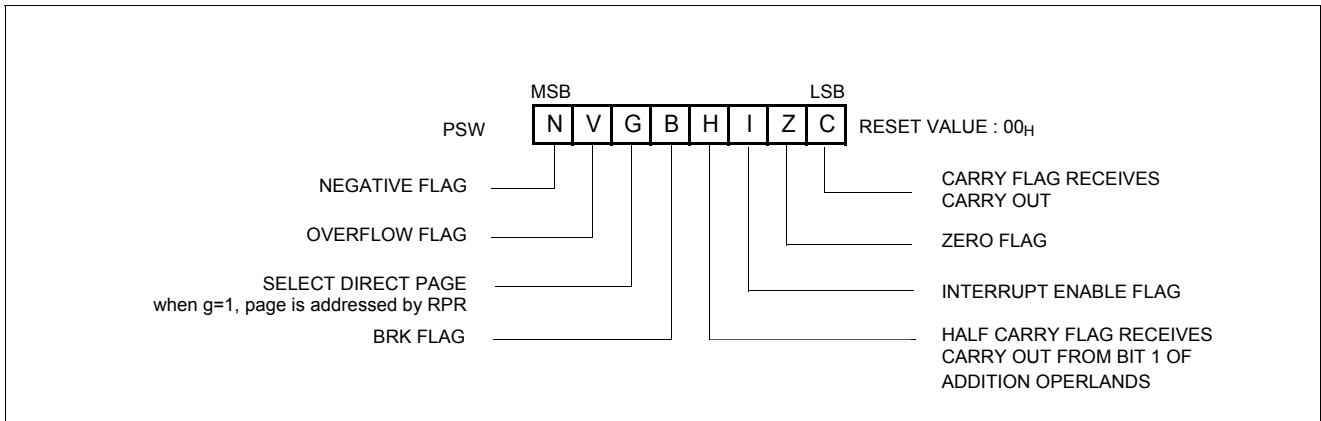 MSB LSB
PSW N V G B H I Z C RESET VALUE : 00H
NEGATIVE FLAG
OVERFLOW FLAG
SELECT DIRECT PAGE
when g=1, page is addressed by RPR
BRK FLAG
CARRY FLAG RECEIVES
CARRY OUT
ZERO FLAG
INTERRUPT ENABLE FLAG
HALF CARRY FLAG RECEIVES
CARRY OUT FROM BIT 1 OF
ADDITION OPERLANDS